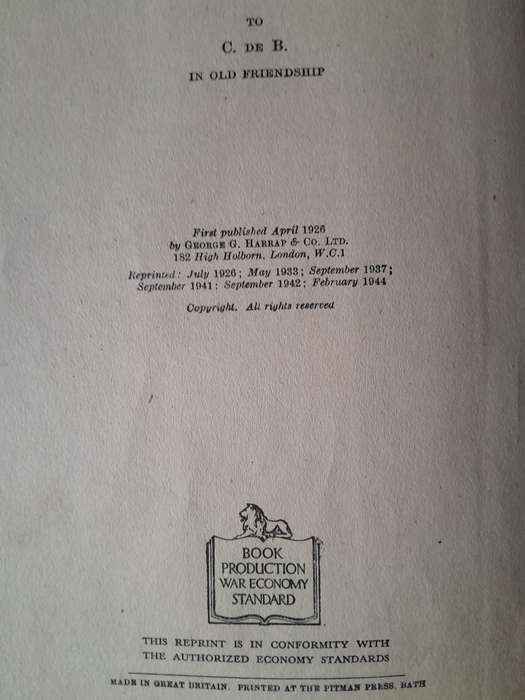 TO
C. DE B.
IN OLD FRIENDSHIP
First published April 1926
by GEORGE G. HARRAP & Co. LTD.
182 High Holborn, London, W.C.1
Reprinted: July 1926; May 1933; September 1937;
September 1941; September 1942; February 1944
Copyright. All rights reserved
BOOK
PRODUCTION
WAR ECONOMY
STANDARD
THIS REPRINT IS IN CONFORMITY WITH
THE AUTHORIZED ECONOMY STANDARDS
MADE IN GREAT BRITAIN. PRINTED AT THE PITMAN PRESS, BATH